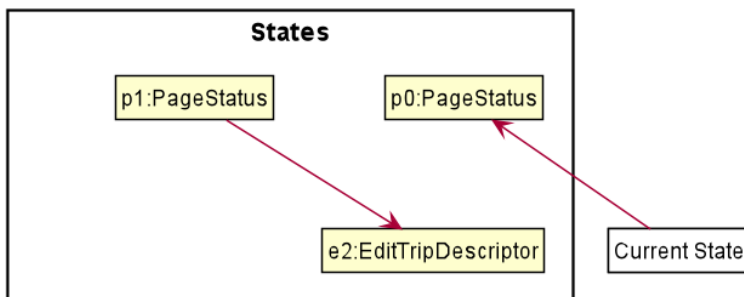 States
p1:PageStatus
p0:PageStatus
e2:EditTripDescriptor
Current State